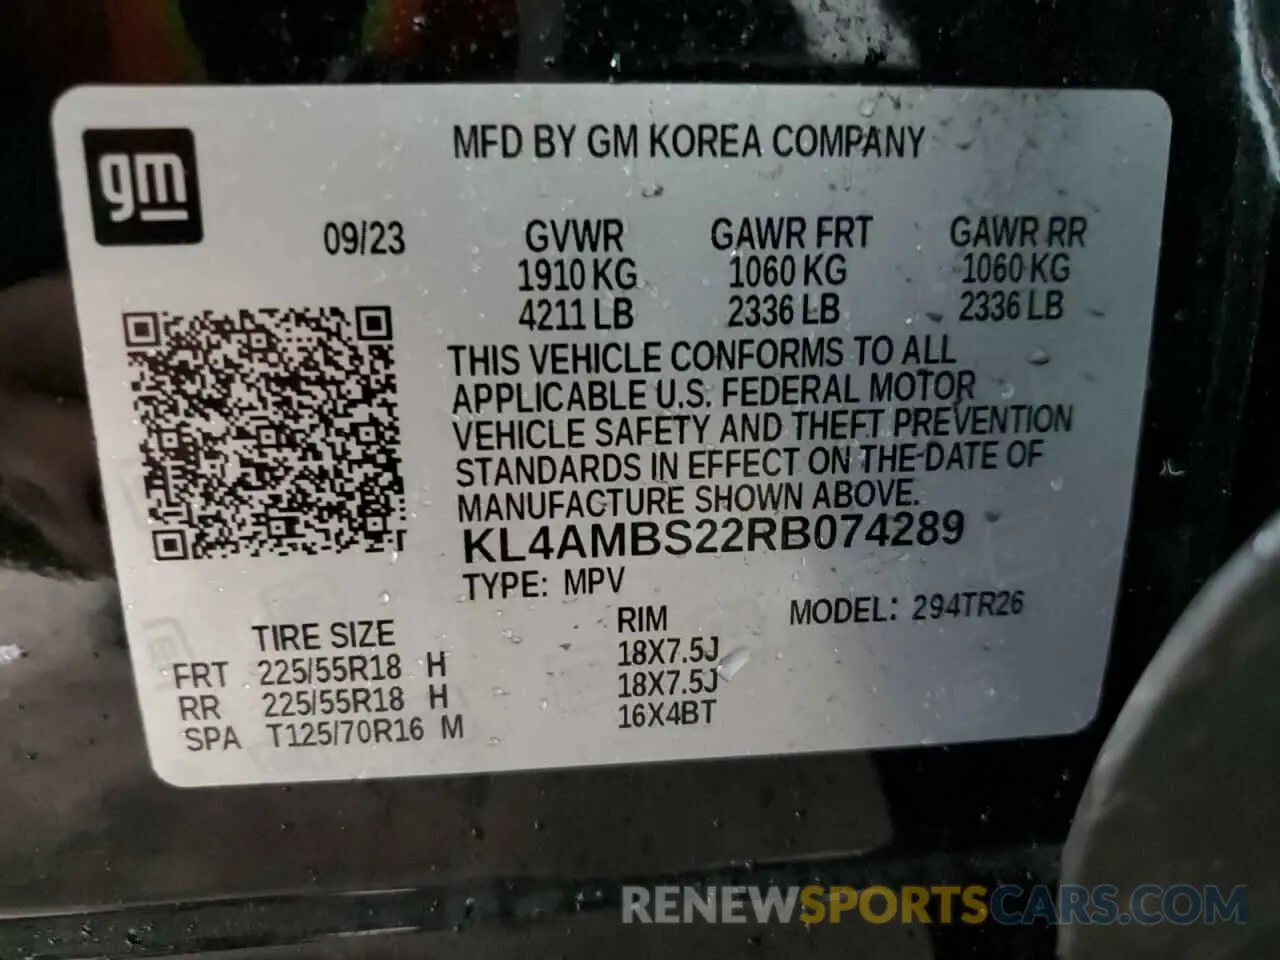 gm
MFD BY GM KOREA COMPANY
09/23 GVWR GAWR FRT GAWR RR
1910 KG 1060 KG 1060 KG
4211 LB 2336 LB 2336 LB
THIS VEHICLE CONFORMS TO ALL
APPLICABLE U.S. FEDERAL MOTOR
VEHICLE SAFETY AND THEFT PREVENTION
STANDARDS IN EFFECT ON THE DATE OF
MANUFACTURE SHOWN ABOVE.
KL4AMBS22RB074289
TYPE: MPV
TIRE SIZE RIM MODEL: 294TR26
FRT 225/55R18 H 18X7.5J
RR 225/55R18 H 18X7.5J
SPA T125/70R16 M 16X4BT
RENEWSPORTSCARS.COM